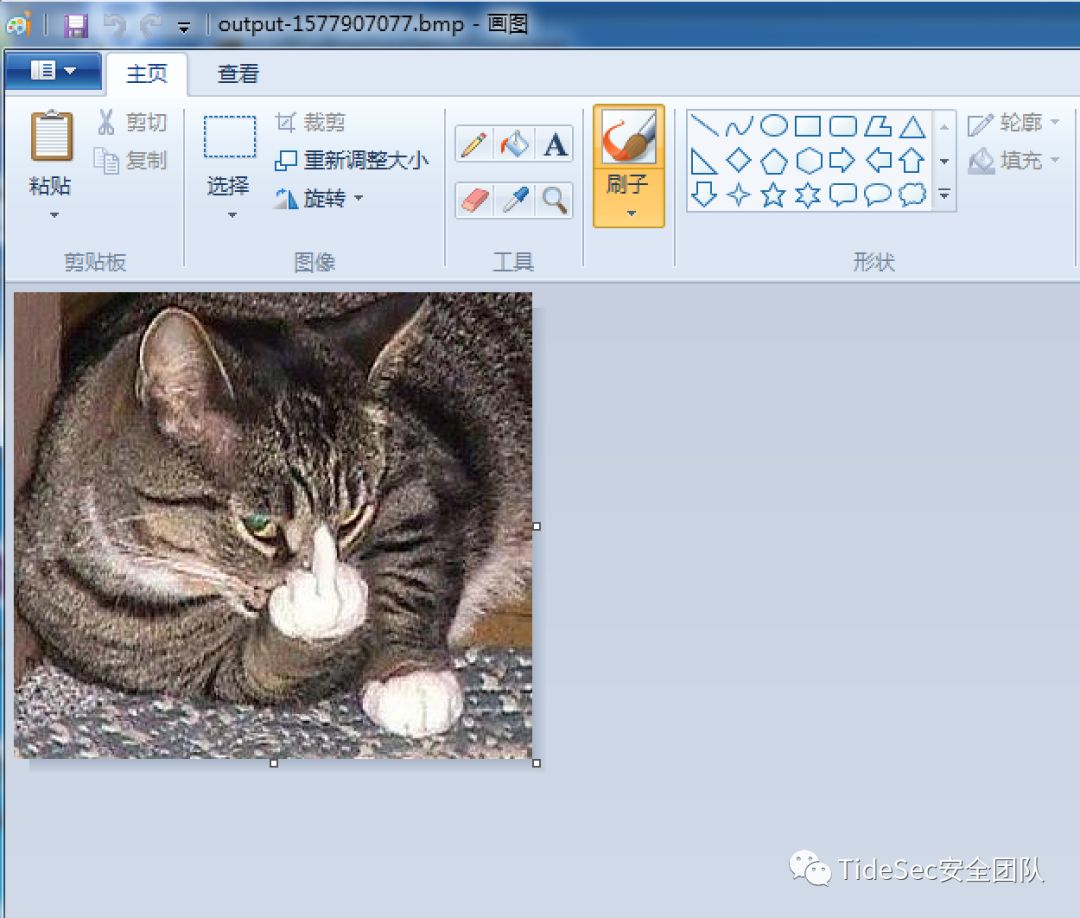 output-1577907077.bmp - 画图
主页 查看
剪切 裁剪 轮廓
粘贴 复制 选择 重新调整大小 A 刷子 填充
旋转
剪贴板 图像 工具 形状
TideSec安全团队